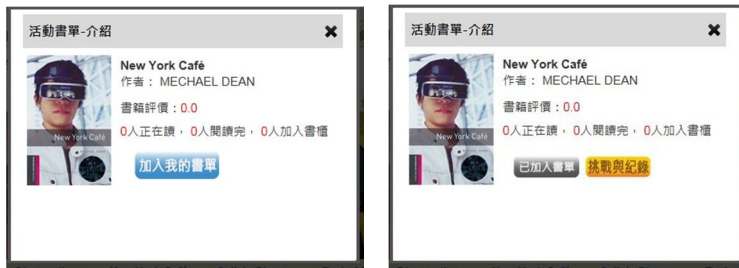 活動書單-介紹
New York Café
作者： MECHAEL DEAN
書籍評價：0.0
0人正在讀， 0人閱讀完， 0人加入書櫃
加入我的書單
New York Café
活動書單-介紹
New York Café
作者： MECHAEL DEAN
書籍評價：0.0
0人正在讀， 0人閱讀完， 0人加入書櫃
已加入書單 挑戰與紀錄
New York Café